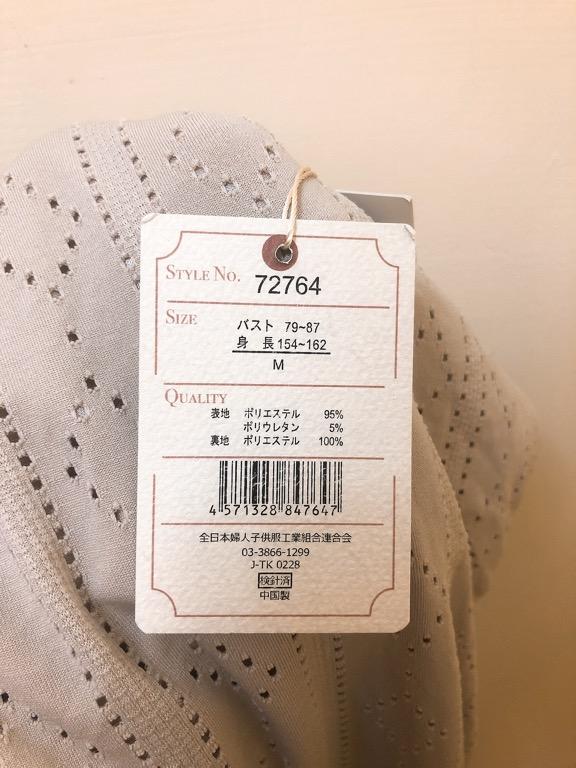 STYLE NO. 72764
SIZE
バスト 79~87
身 長 154~162
M
QUALITY
表地 ポリエステル 95%
ポリウレタン 5%
裏地 ポリエステル 100%
4 571328 847647
全日本婦人子供服工業組合連合会
03-3866-1299
J-TK 0228
検針済
中国製